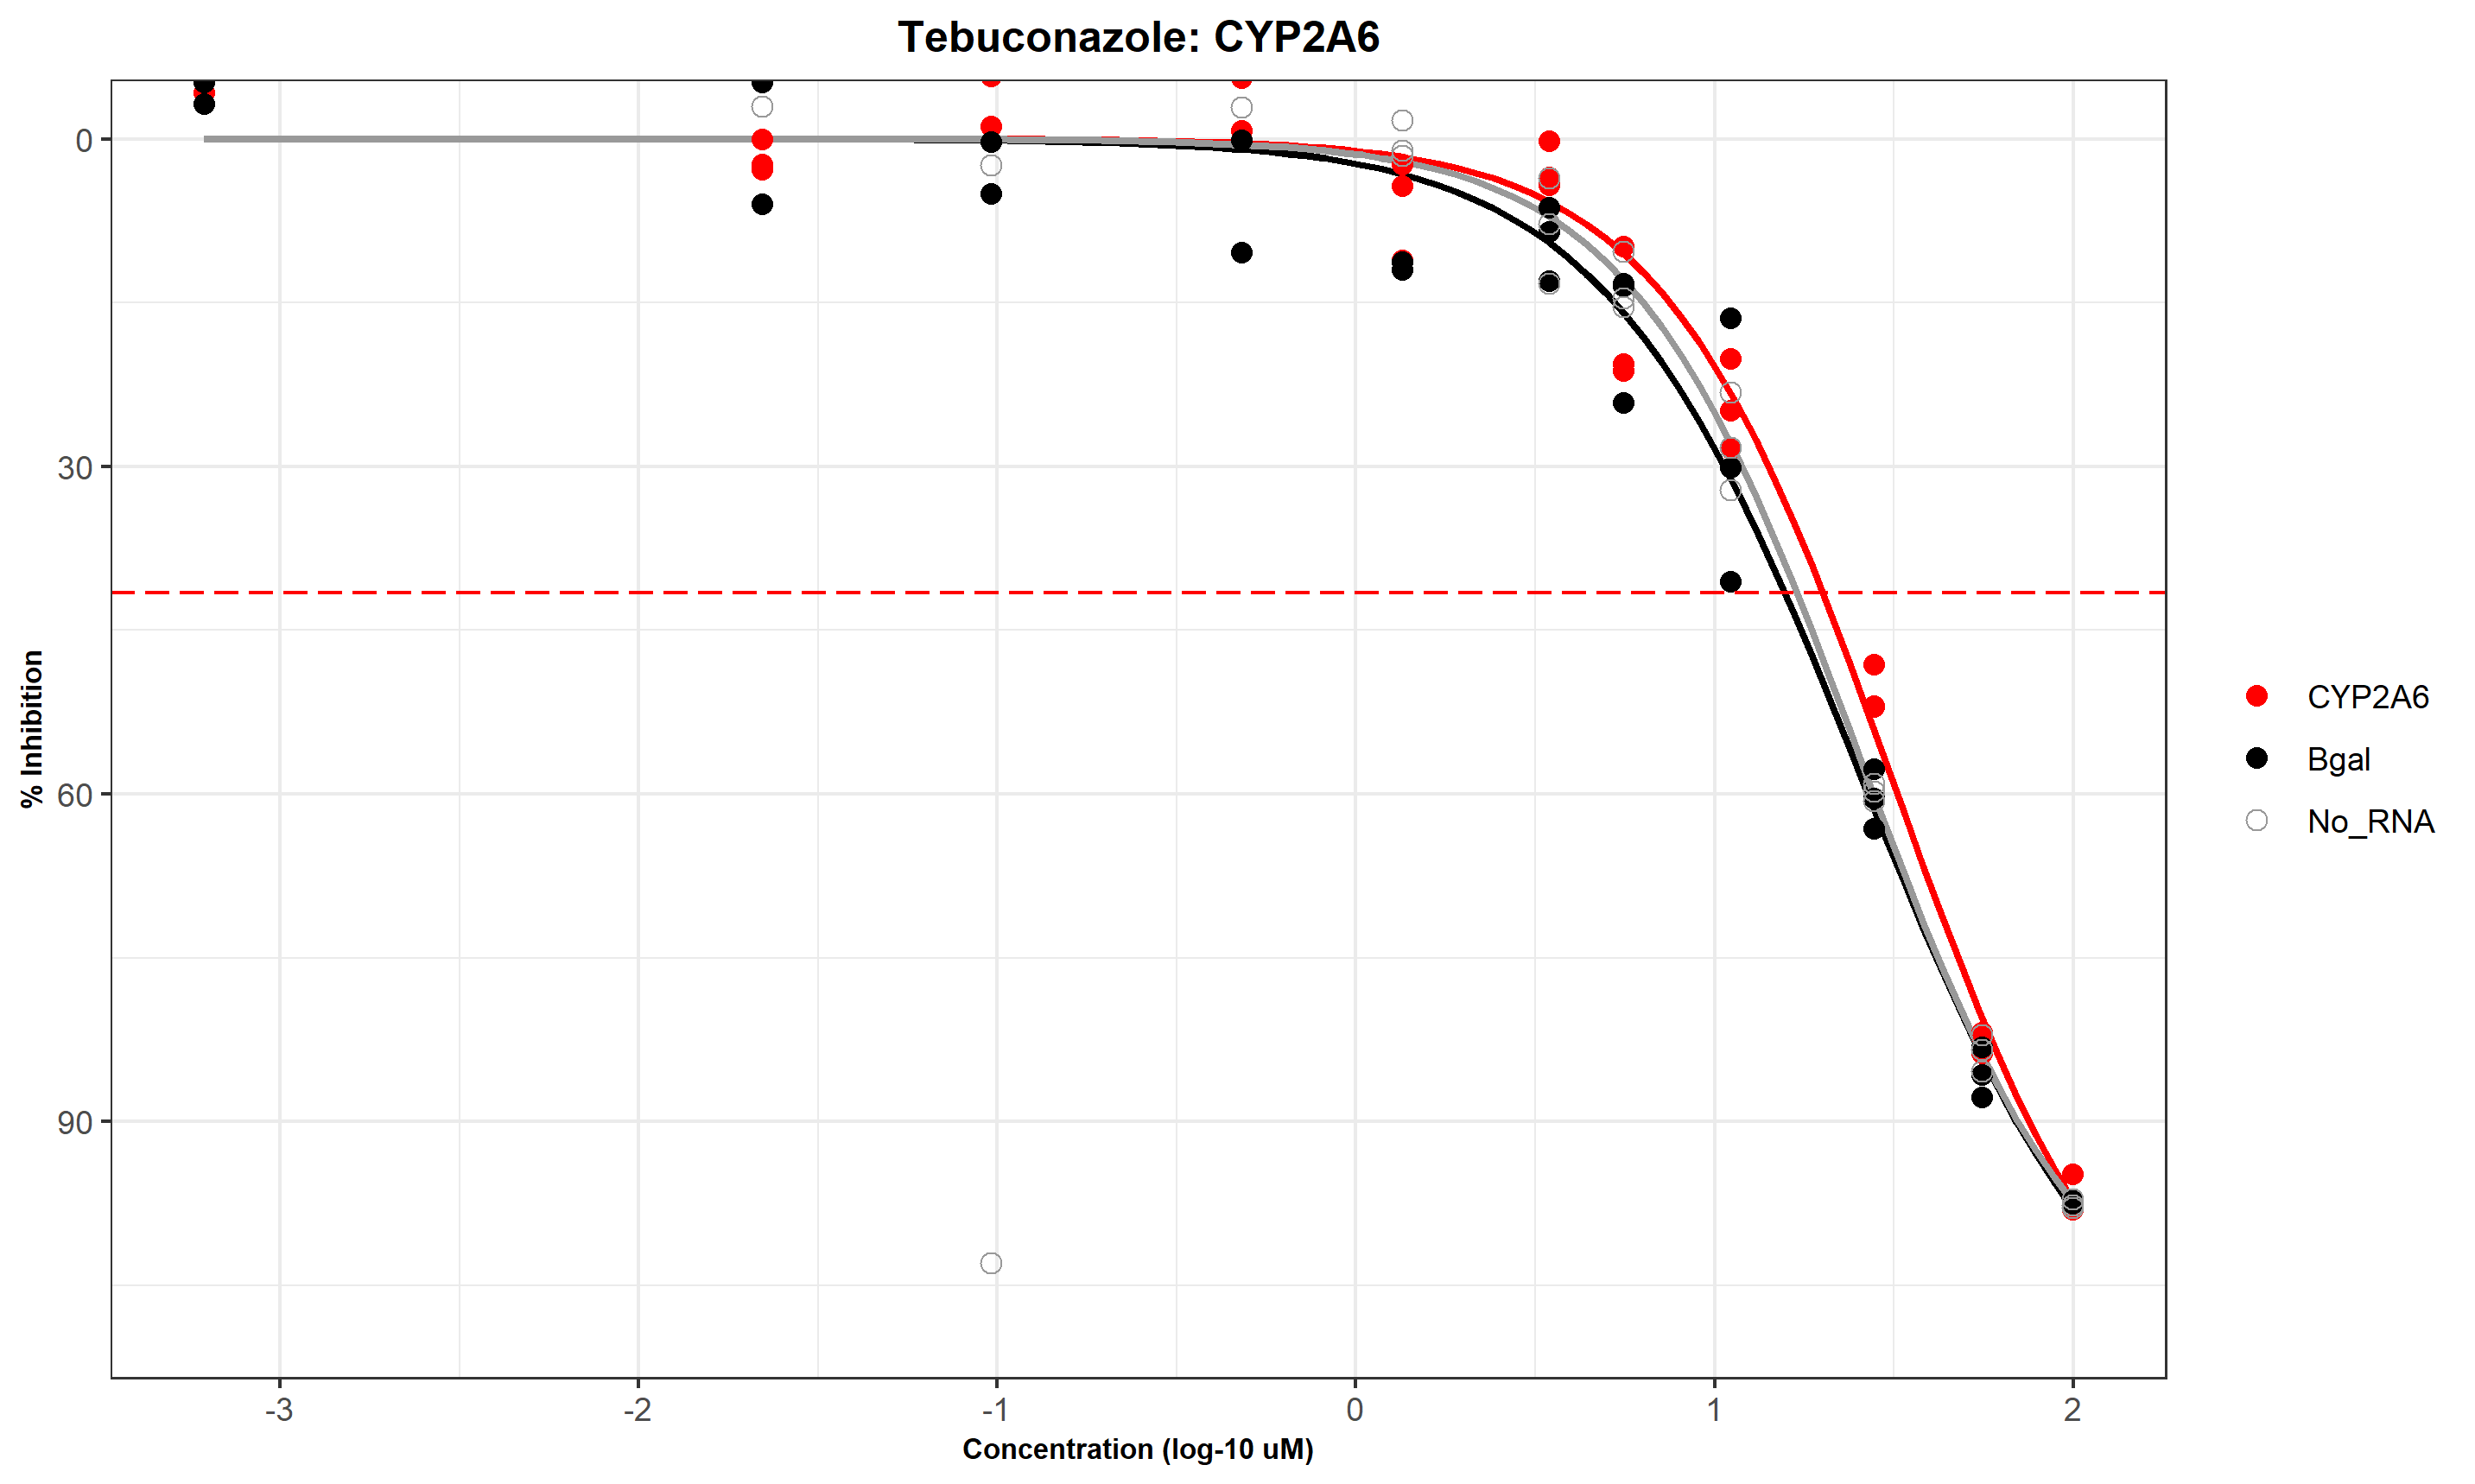 Tebuconazole: CYP2A6
0
30
60
90
% Inhibition
-3
-2
-1
0
1
2
Concentration (log-10 uM)
CYP2A6
Bgal
No_RNA